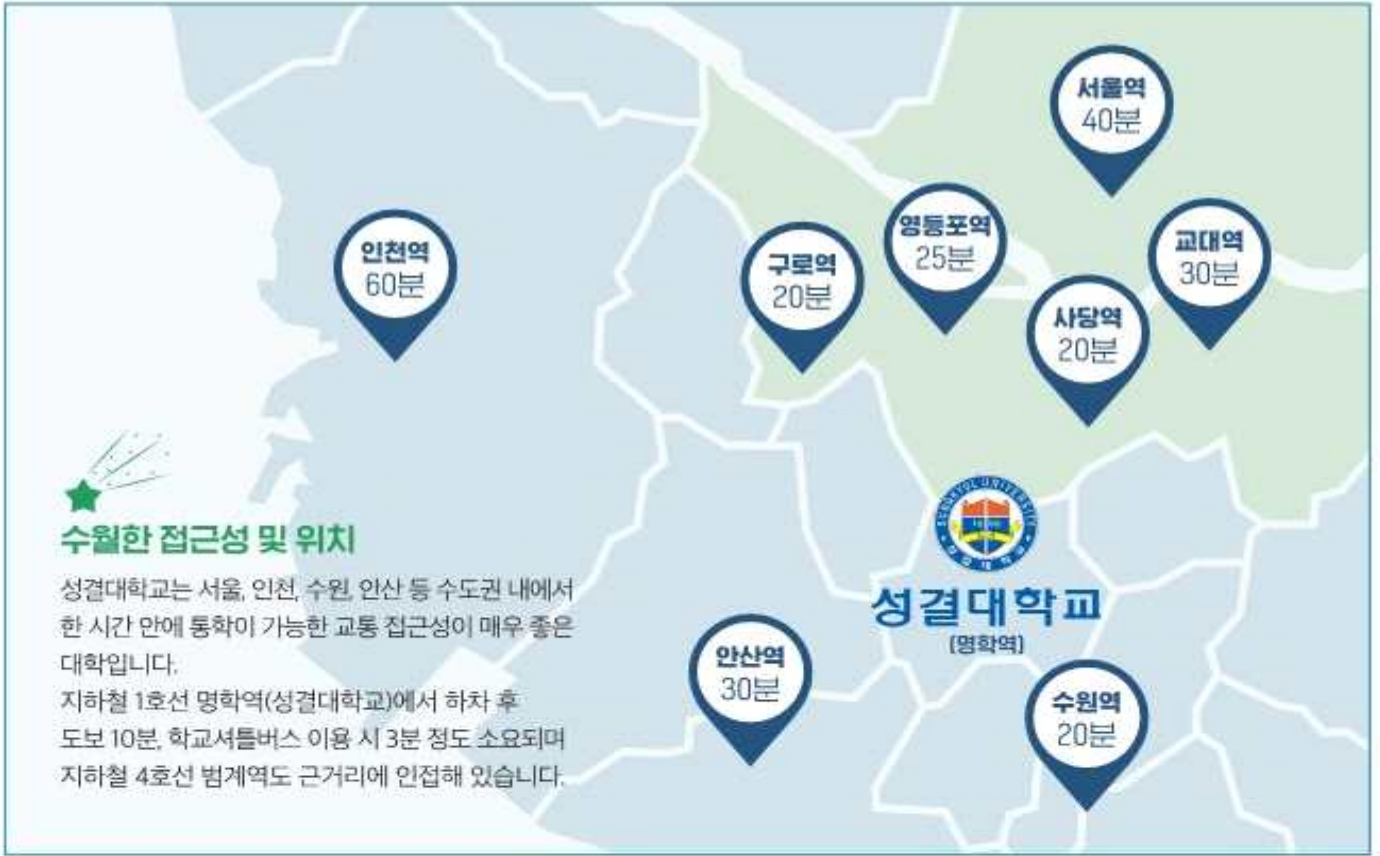 서울역
40분
영등포역
25분
교대역
30분
인천역
60분
구로역
20분
사당역
20분
SUNGKYUL UNIVERSITY
성결대학교
성결대학교
(명학역)
수월한 접근성 및 위치
성결대학교는 서울, 인천, 수원, 안산 등 수도권 내에서
한 시간 안에 통학이 가능한 교통 접근성이 매우 좋은
대학입니다.
지하철 1호선 명학역(성결대학교)에서 하차 후
도보 10분, 학교셔틀버스 이용 시 3분 정도 소요되며
지하철 4호선 범계역도 근거리에 인접해 있습니다.
안산역
30분
수원역
20분